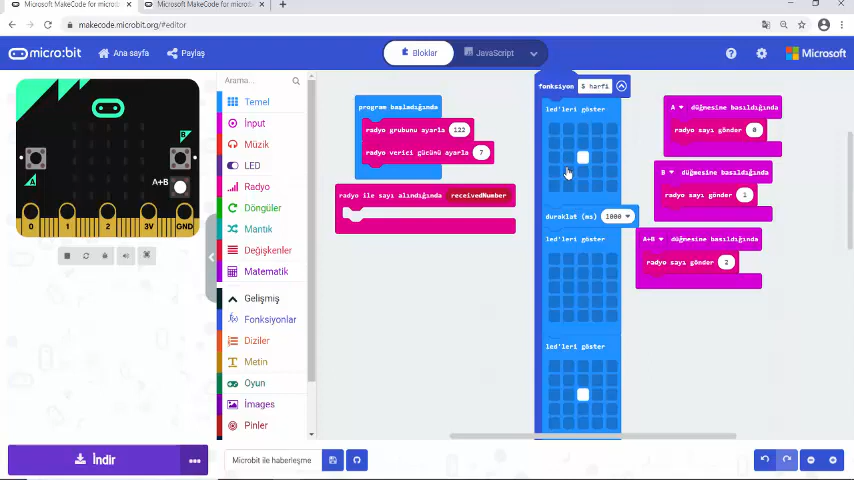 Microsoft MakeCode for micro:b
Microsoft MakeCode for micro:bit
makecode.microbit.org/#editor
micro:bit
Ana sayfa
Paylaş
Bloklar
JavaScript
Microsoft
Arama...
Temel
Input
Müzik
LED
Radyo
Döngüler
Mantık
Değişkenler
Matematik
Gelişmiş
Fonksiyonlar
Diziler
Metin
Oyun
Images
Pinler
B
A+B
A
0 1 2 3V GND
program başladığında
radyo grubunu ayarla 122
radyo verici gücünü ayarla 7
radyo ile sayı alındığında receivedNumber
fonksiyon
harfi
led'leri göster
duraklat (ms) 1000
led'leri göster
led'leri göster
A düğmesine basıldığında
radyo sayı gönder 0
B düğmesine basıldığında
radyo sayı gönder 1
A+B düğmesine basıldığında
radyo sayı gönder 2
İndir
Microbit ile haberleşme